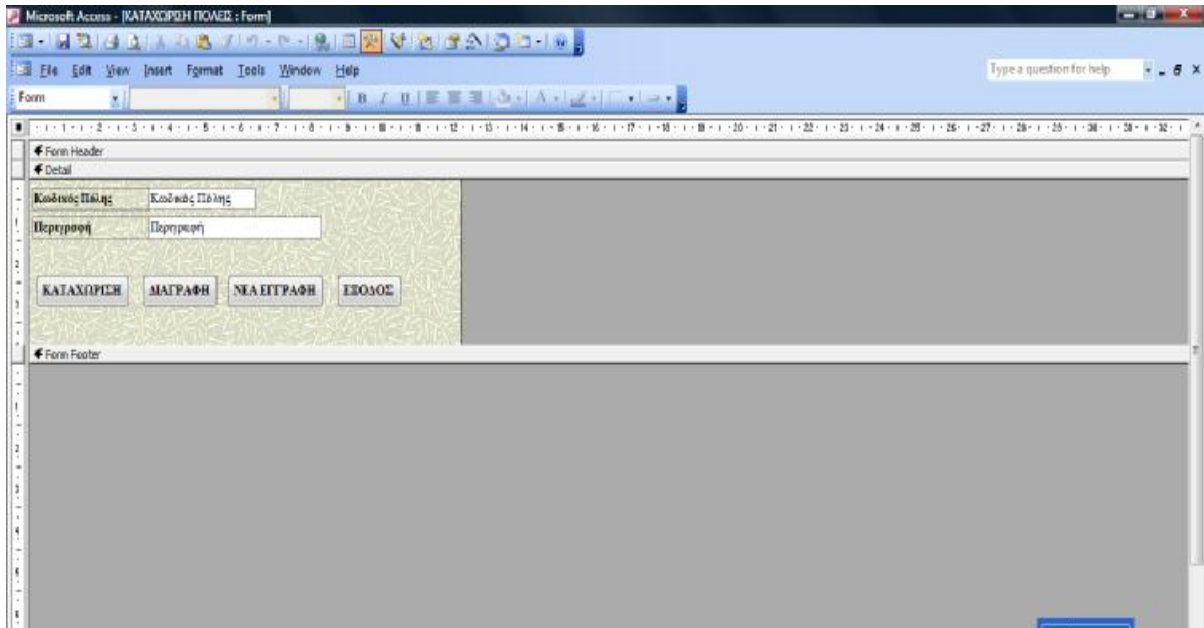 Microsoft Access - [ΚΑΤΑΧΩΡΙΣΗ ΠΟΛΕΙΣ : Form]
File Edit View Insert Format Tools Window Help
Type a question for help
Form
B I U A
Form Header
Detail
Κωδικός Πόλης Κωδικός Πόλης
Περιγραφή Περιγραφή
ΚΑΤΑΧΩΡΙΣΗ ΔΙΑΓΡΑΦΗ ΝΕΑ ΕΓΓΡΑΦΗ ΕΞΟΔΟΣ
Form Footer